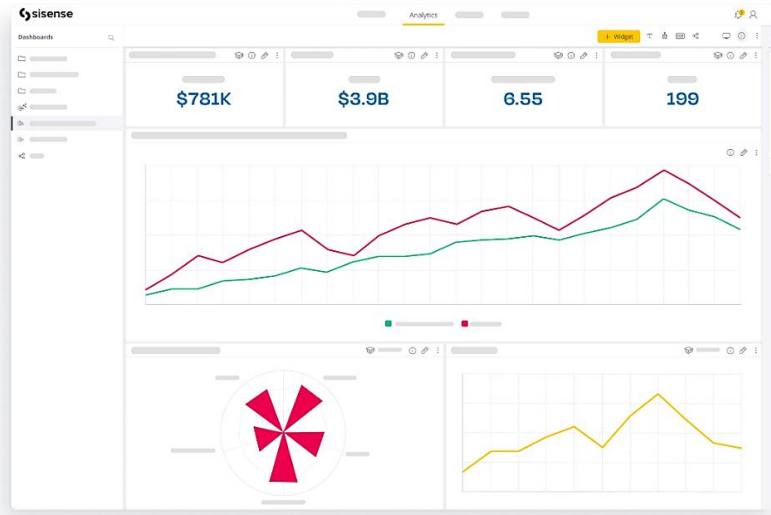 sisense
Analytics
Dashboards
+ Widget
$781K
$3.9B
6.55
199